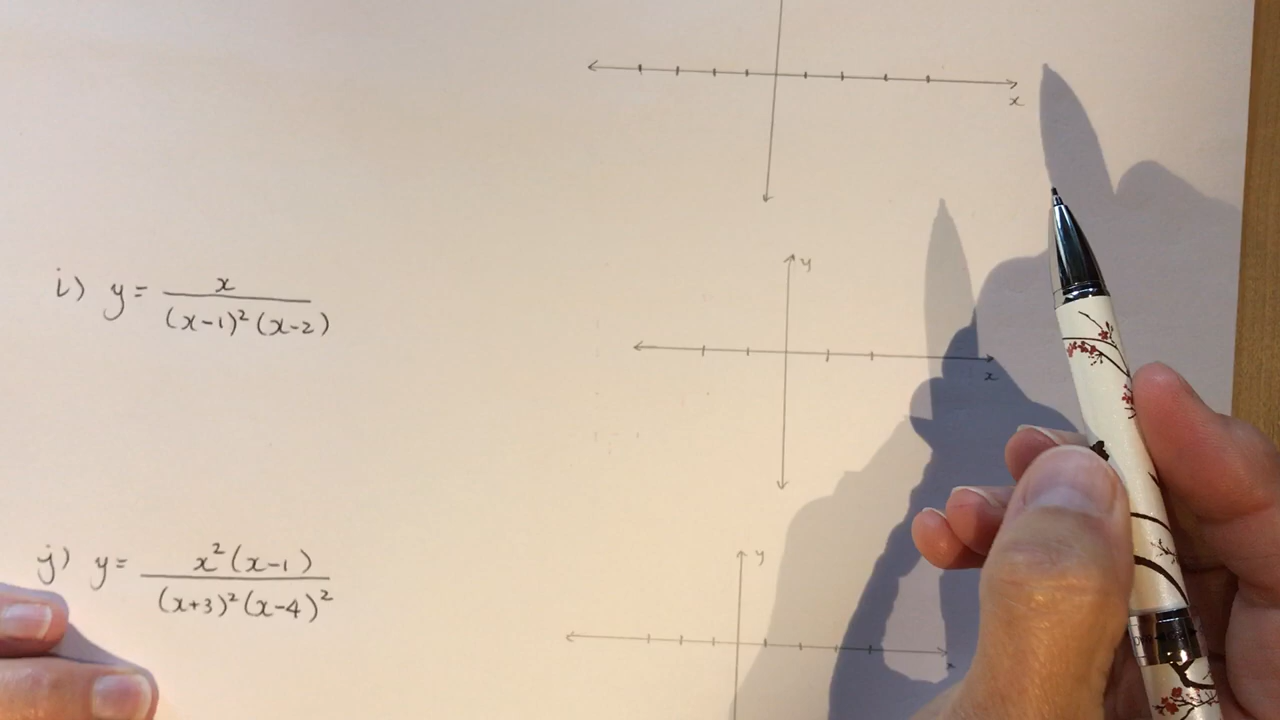 x
i) y = x / (x-1)²(x-2)
y
x
j) y = x²(x-1) / (x+3)²(x-4)²
y
x